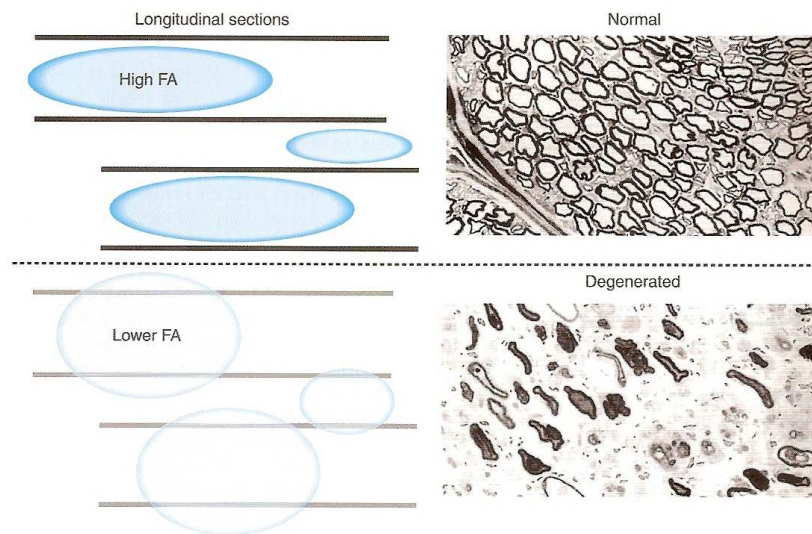 Longitudinal sections
Normal
High FA
Degenerated
Lower FA